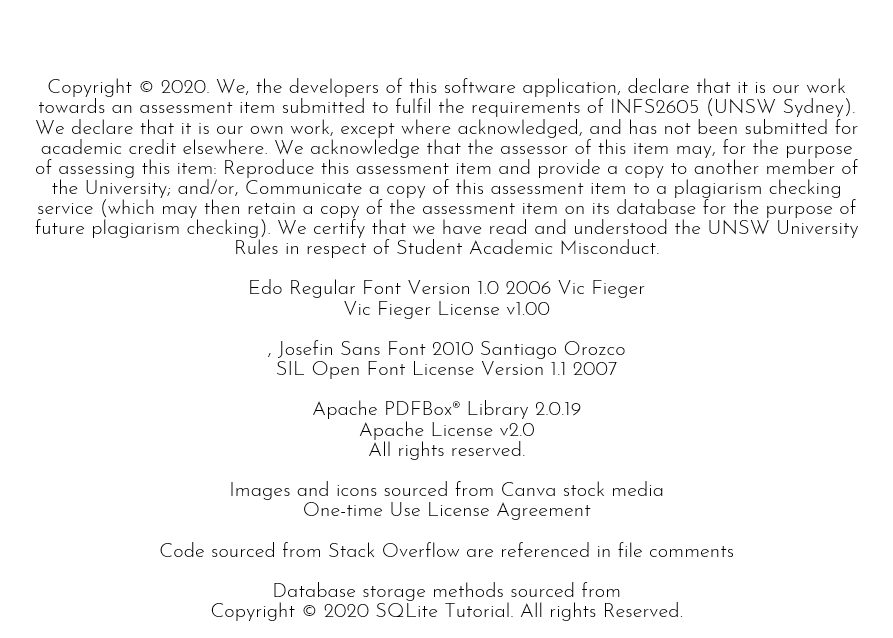 Copyright © 2020. We, the developers of this software application, declare that it is our work
towards an assessment item submitted to fulfil the requirements of INFS2605 (UNSW Sydney).
We declare that it is our own work, except where acknowledged, and has not been submitted for
academic credit elsewhere. We acknowledge that the assessor of this item may, for the purpose
of assessing this item: Reproduce this assessment item and provide a copy to another member of
the University; and/or, Communicate a copy of this assessment item to a plagiarism checking
service (which may then retain a copy of the assessment item on its database for the purpose of
future plagiarism checking). We certify that we have read and understood the UNSW University
Rules in respect of Student Academic Misconduct.
Edo Regular Font Version 1.0 2006 Vic Fieger
Vic Fieger License v1.00
, Josefin Sans Font 2010 Santiago Orozco
SIL Open Font License Version 1.1 2007
Apache PDFBox® Library 2.0.19
Apache License v2.0
All rights reserved.
Images and icons sourced from Canva stock media
One-time Use License Agreement
Code sourced from Stack Overflow are referenced in file comments
Database storage methods sourced from
Copyright © 2020 SQLite Tutorial. All rights Reserved.